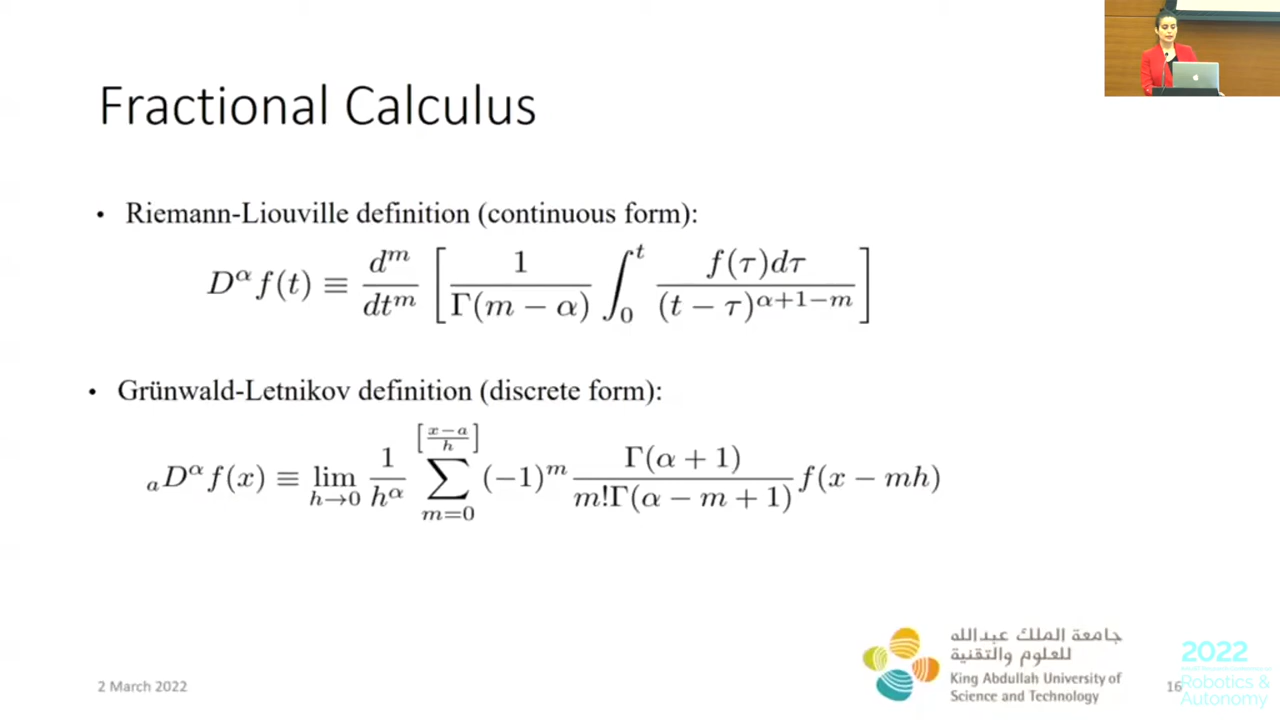 Fractional Calculus
• Riemann-Liouville definition (continuous form):
D^α f(t) ≡ d^m/dt^m [ 1/Γ(m − α) ∫_0^t f(τ)dτ/(t − τ)^{α+1−m} ]
• Grünwald-Letnikov definition (discrete form):
_aD^α f(x) ≡ lim_{h→0} 1/h^α ∑_{m=0}^{[(x−a)/h]} (−1)^m Γ(α + 1)/(m!Γ(α − m + 1)) f(x − mh)
جامعة الملك عبدالله
للعلوم والتقنية
King Abdullah University of
Science and Technology
2 March 2022
16
2022
Robotics &
Autonomy